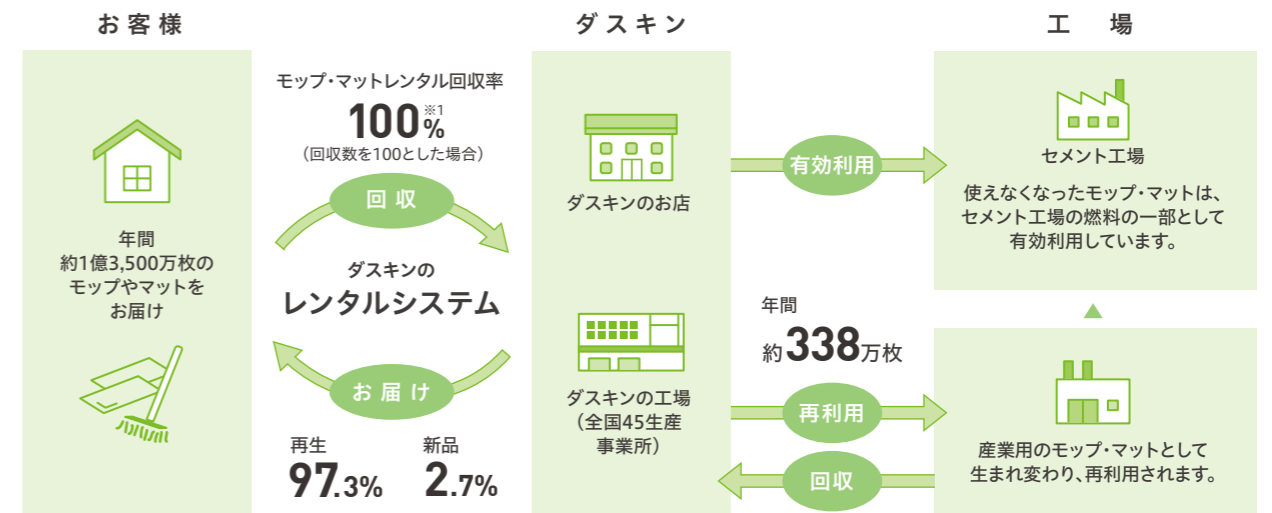 お客様
年間
約1億3,500万枚の
モップやマットを
お届け
モップ・マットレンタル回収率
100%※1
（回収数を100とした場合）
回収
ダスキンの
レンタルシステム
お届け
再生
97.3%
新品
2.7%
ダスキン
ダスキンのお店
ダスキンの工場
（全国45生産
事業所）
有効利用
年間
約338万枚
再利用
回収
工場
セメント工場
使えなくなったモップ・マットは、
セメント工場の燃料の一部として
有効利用しています。
産業用のモップ・マットとして
生まれ変わり、再利用されます。